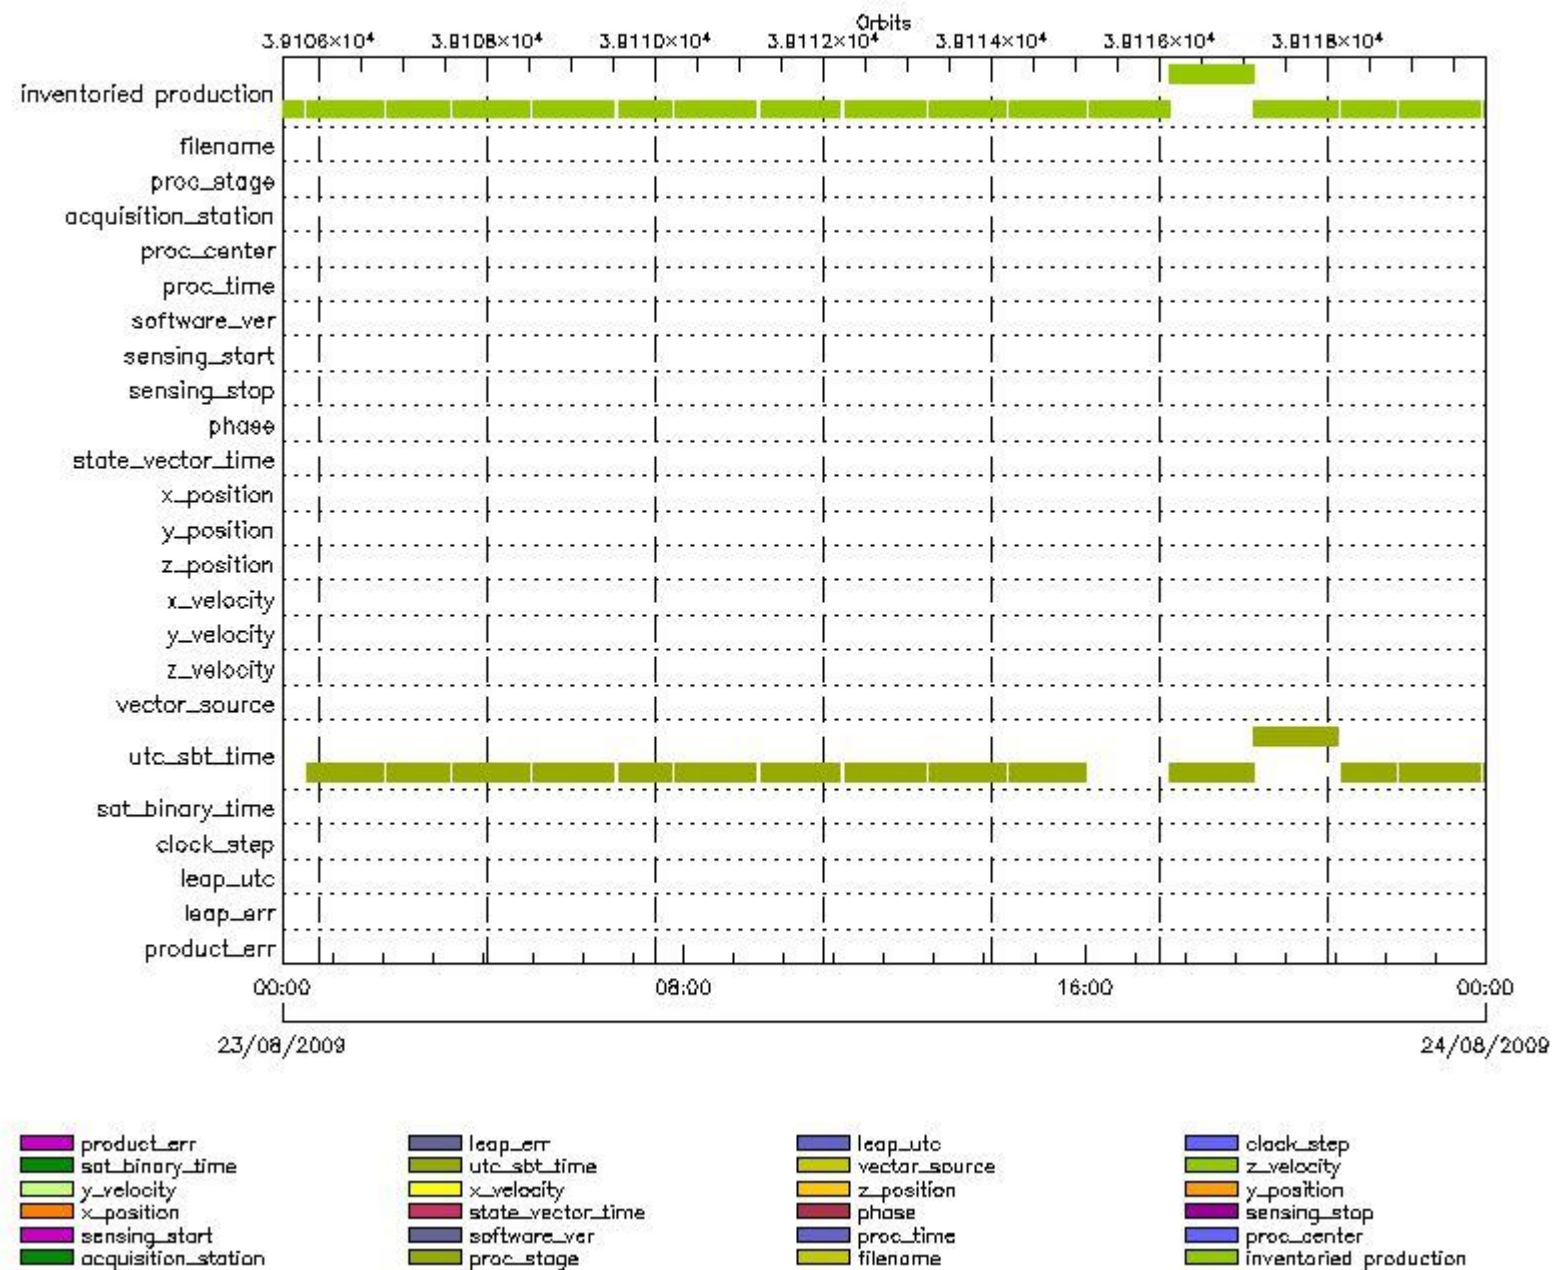 Orbits
3.9106×10⁴ 3.9108×10⁴ 3.9110×10⁴ 3.9112×10⁴ 3.9114×10⁴ 3.9116×10⁴ 3.9118×10⁴
inventoried production
filename
proc_stage
acquisition_station
proc_center
proc_time
software_ver
sensing_start
sensing_stop
phase
state_vector_time
x_position
y_position
z_position
x_velocity
y_velocity
z_velocity
vector_source
utc_sbt_time
sat_binary_time
clock_step
leap_utc
leap_err
product_err
00:00 08:00 16:00 00:00
23/08/2009 24/08/2009
product_err leap_err leap_utc clock_step
sat_binary_time utc_sbt_time vector_source z_velocity
y_velocity x_velocity z_position y_position
x_position state_vector_time phase sensing_stop
sensing_start software_ver proc_time proc_center
acquisition_station proc_stage filename inventoried production